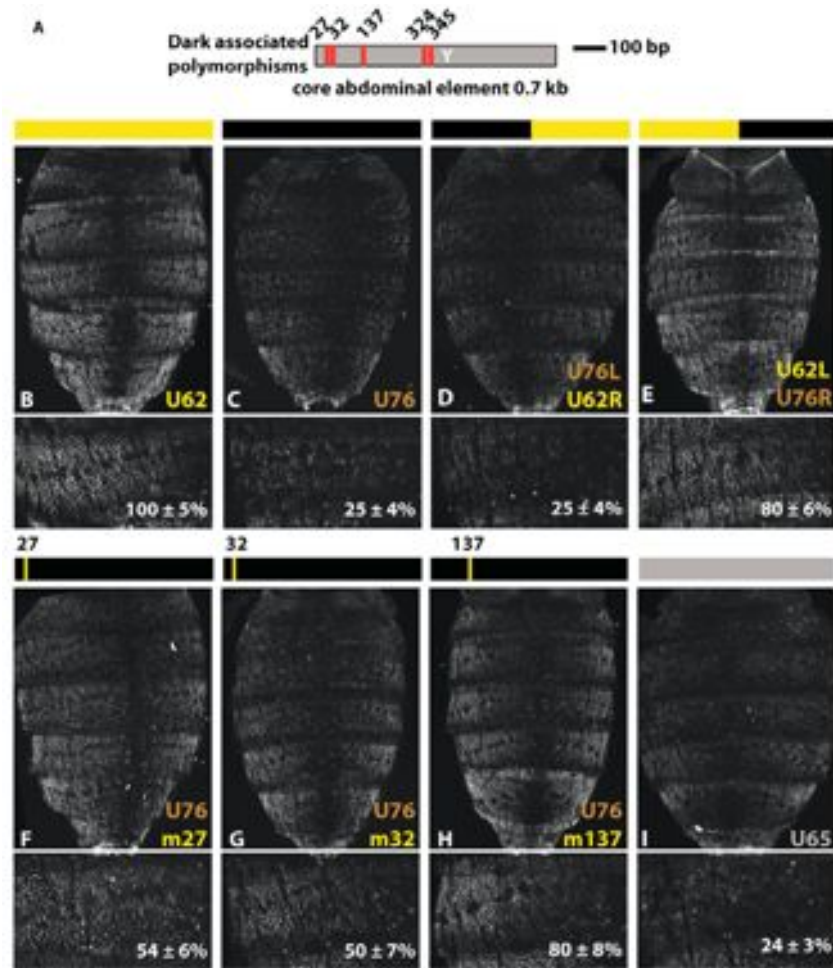 A
27 32 137 324 345
Dark associated
polymorphisms
Y
100 bp
core abdominal element 0.7 kb
B
U62
C
U76
D
U76L
U62R
E
U62L
U76R
100 ± 5%
25 ± 4%
25 ± 4%
80 ± 6%
27
32
137
F
U76
m27
G
U76
m32
H
U76
m137
I
U65
54 ± 6%
50 ± 7%
80 ± 8%
24 ± 3%